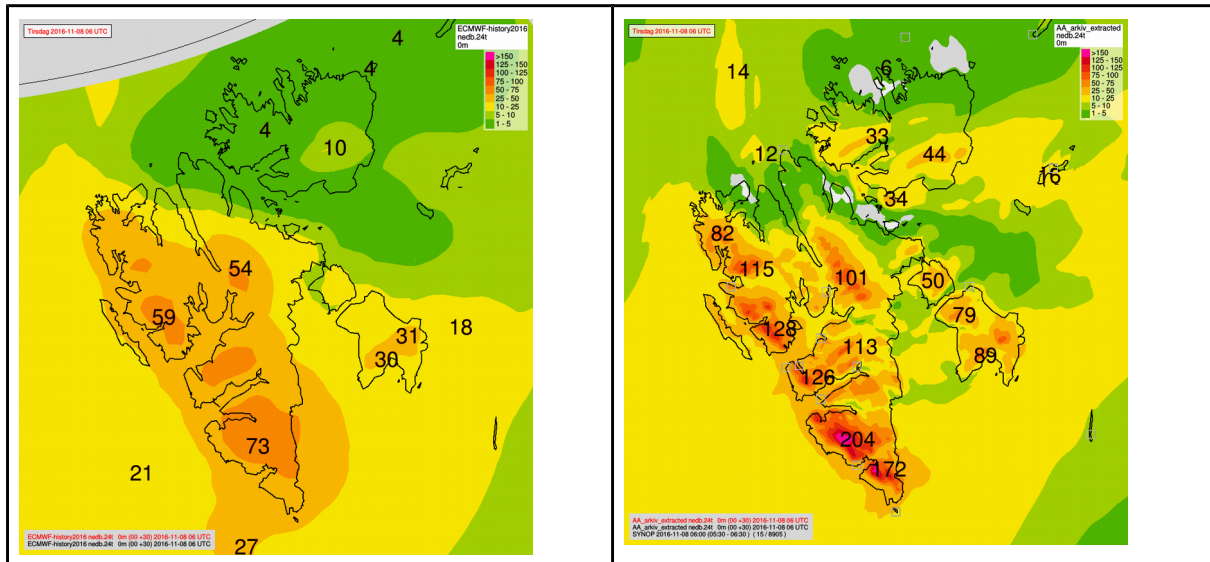 Tirsdag 2016-11-08 06 UTC
ECMWF-history2016
nedb.24t
0m
>150
125 - 150
100 - 125
75 - 100
50 - 75
25 - 50
10 - 25
5 - 10
1 - 5
4
4
4
10
54
59
18
31
30
73
21
27
ECMWF-history2016 nedb.24t 0m (00 +30) 2016-11-08 06 UTC
ECMWF-history2016 nedb.24t 0m (00 +30) 2016-11-08 06 UTC
Tirsdag 2016-11-08 06 UTC
AA_arkiv_extracted
nedb.24t
0m
>150
125 - 150
100 - 125
75 - 100
50 - 75
25 - 50
10 - 25
5 - 10
1 - 5
14
6
33
12
44
16
34
82
115
101
50
79
128
113
89
126
204
172
AA_arkiv_extracted nedb.24t 0m (00 +30) 2016-11-08 06 UTC
AA_arkiv_extracted nedb.24t 0m (00 +30) 2016-11-08 06 UTC
SYNOP 2016-11-08 06:00 (05:30 - 06:30 ) ( 15 / 8905 )